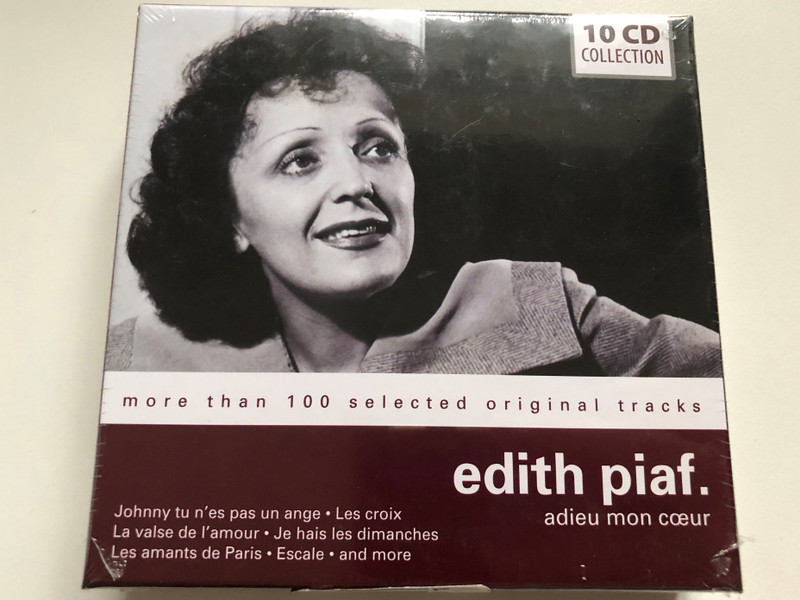 10 CD
COLLECTION
more than 100 selected original tracks
edith piaf.
adieu mon cœur
Johnny tu n'es pas un ange • Les croix
La valse de l'amour • Je hais les dimanches
Les amants de Paris • Escale • and more